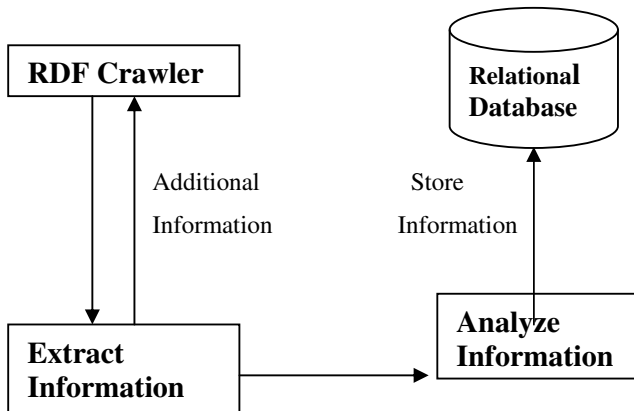 RDF Crawler
Relational
Database
Additional
Information
Store
Information
Extract
Information
Analyze
Information